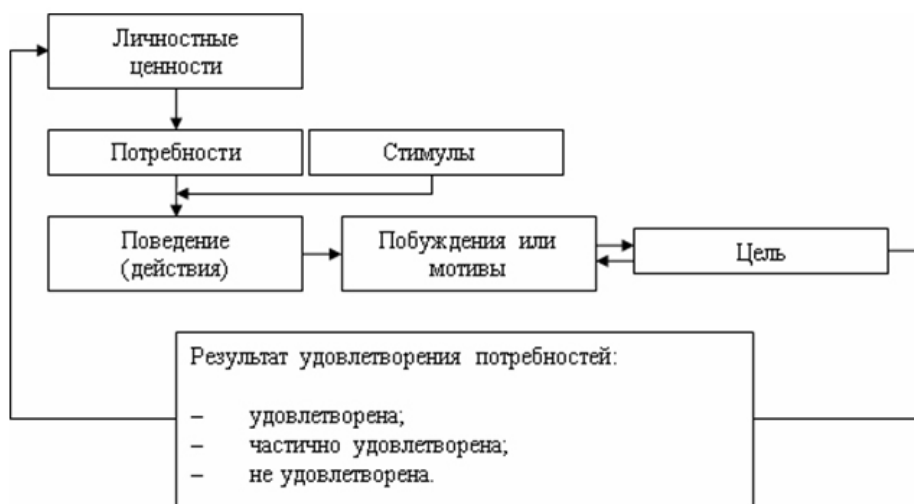 Личностные
ценности
Потребности
Стимулы
Поведение
(действия)
Побуждения или
мотивы
Цель
Результат удовлетворения потребностей:
– удовлетворена;
– частично удовлетворена;
– не удовлетворена.